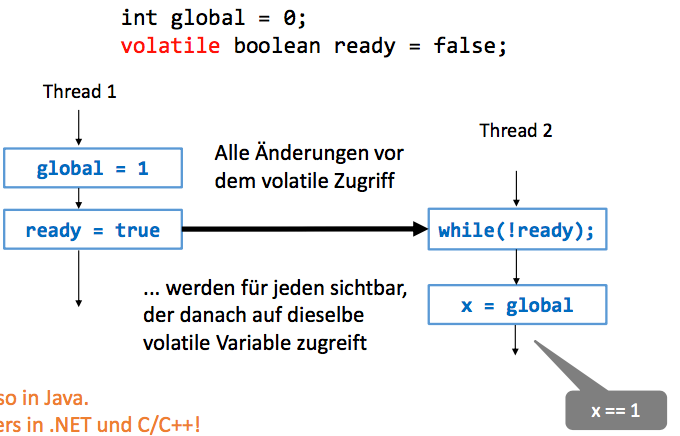 int global = 0;
volatile boolean ready = false;
Thread 1
global = 1
ready = true
Alle Änderungen vor
dem volatile Zugriff
Thread 2
while(!ready);
... werden für jeden sichtbar,
der danach auf dieselbe
volatile Variable zugreift
x = global
x == 1
so in Java.
ers in .NET und C/C++!